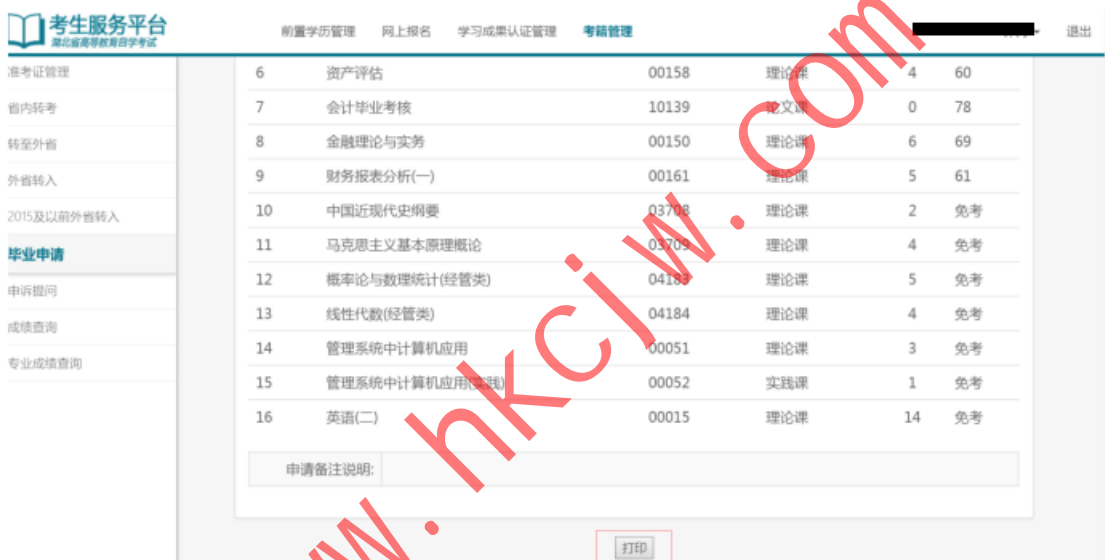 考生服务平台
湖北省高等教育自学考试
前置学历管理 网上报名 学习成果认证管理 考籍管理 退出
准考证管理
省内转考
转至外省
外省转入
2015及以前外省转入
毕业申请
申诉提问
成绩查询
专业成绩查询
6 资产评估 00158 理论课 4 60
7 会计毕业考核 10139 论文课 0 78
8 金融理论与实务 00150 理论课 6 69
9 财务报表分析(一) 00161 理论课 5 61
10 中国近现代史纲要 03708 理论课 2 免考
11 马克思主义基本原理概论 03709 理论课 4 免考
12 概率论与数理统计(经管类) 04183 理论课 5 免考
13 线性代数(经管类) 04184 理论课 4 免考
14 管理系统中计算机应用 00051 理论课 3 免考
15 管理系统中计算机应用(实践) 00052 实践课 1 免考
16 英语(二) 00015 理论课 14 免考
申请备注说明:
打印
w.hkcjw.com